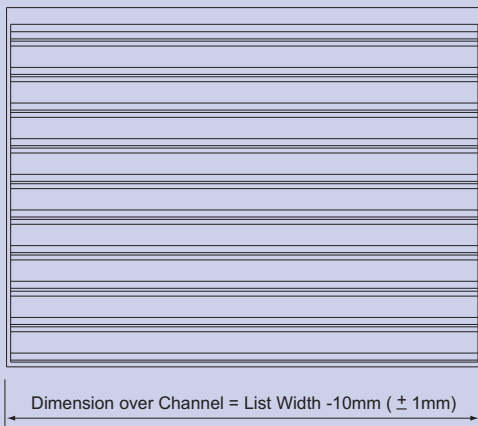 Dimension over Channel = List Width -10mm ( ± 1mm)